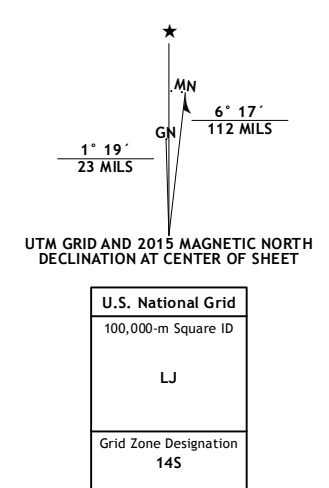 ★
MN
GN
6° 17´
112 MILS
1° 19´
23 MILS
UTM GRID AND 2015 MAGNETIC NORTH
DECLINATION AT CENTER OF SHEET
U.S. National Grid
100,000-m Square ID
LJ
Grid Zone Designation
14S